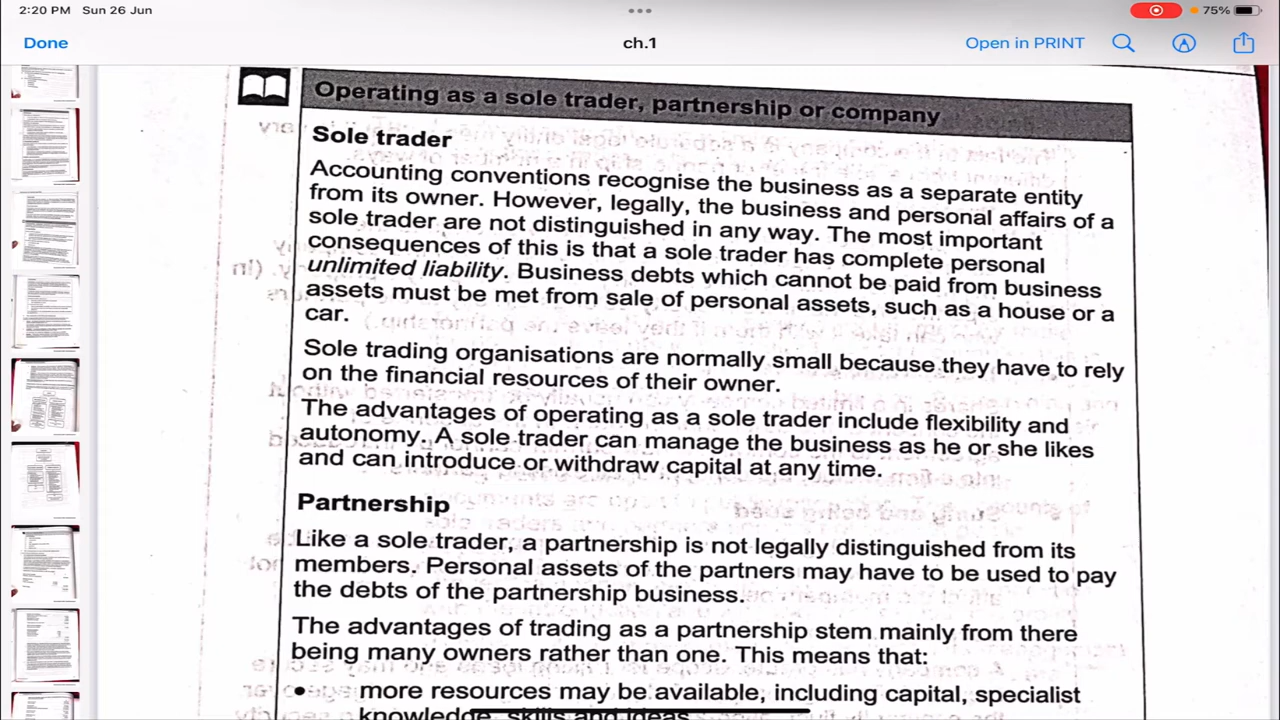 2:20 PM Sun 26 Jun
75%
Done
ch.1
Open in PRINT
Operating as a sole trader, partnership or company
Sole trader
Accounting conventions recognise the business as a separate entity
from its owner. However, legally, the business and personal affairs of a
sole trader are not distinguished in any way. The most important
consequence of this is that a sole trader has complete personal
unlimited liability. Business debts which cannot be paid from business
assets must be met from sale of personal assets, such as a house or a
car.
Sole trading organisations are normally small because they have to rely
on the financial resources of their owner.
The advantages of operating as a sole trader include flexibility and
autonomy. A sole trader can manage the business as he or she likes
and can introduce or withdraw capital at any time.
Partnership
Like a sole trader, a partnership is not legally distinguished from its
members. Personal assets of the partners may have to be used to pay
the debts of the partnership business.
The advantages of trading as a partnership stem mainly from there
being many owners rather than one. This means that:
• more resources may be available, including capital, specialist
knowledge, skills and ideas